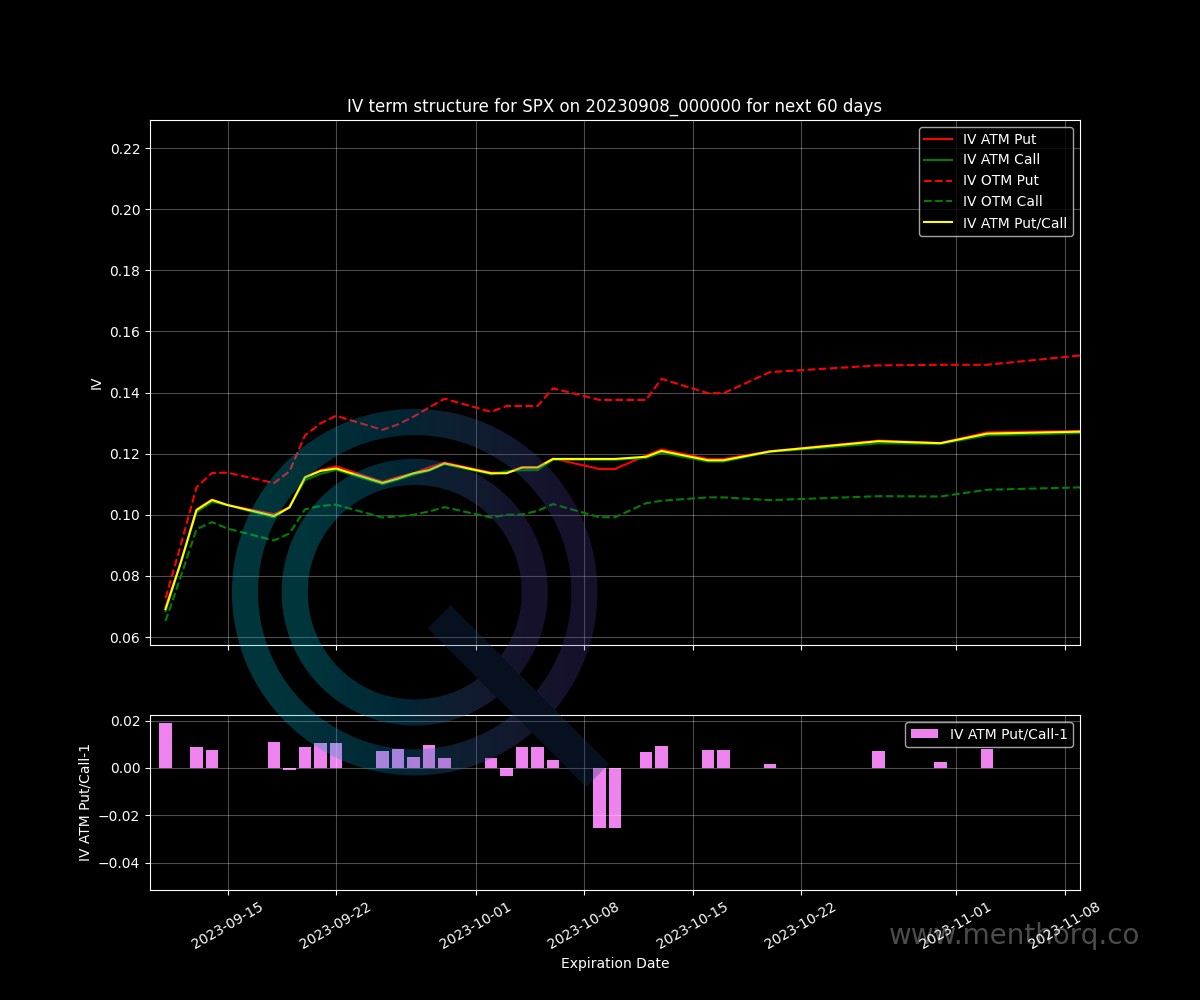 IV term structure for SPX on 20230908_000000 for next 60 days
IV ATM Put
IV ATM Call
IV OTM Put
IV OTM Call
IV ATM Put/Call
0.22
0.20
0.18
0.16
0.14
0.12
0.10
0.08
0.06
IV
IV ATM Put/Call-1
0.02
0.00
−0.02
−0.04
IV ATM Put/Call-1
2023-09-15
2023-09-22
2023-10-01
2023-10-08
2023-10-15
2023-10-22
2023-11-01
2023-11-08
www.menthorq.co
Expiration Date